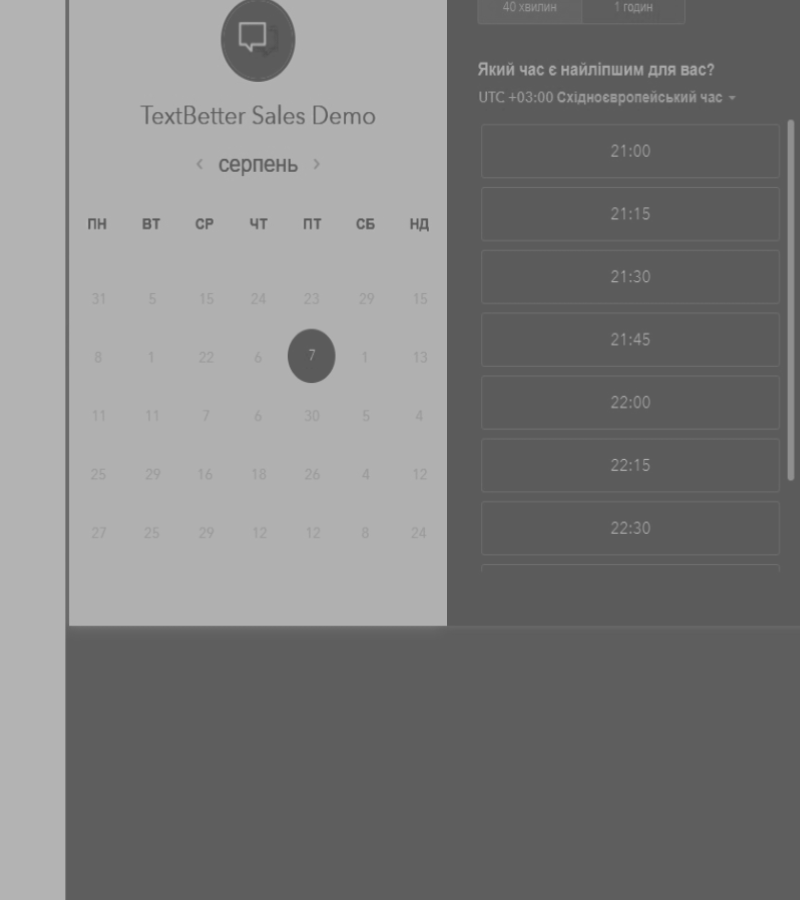 TextBetter Sales Demo
серпень
ПН ВТ СР ЧТ ПТ СБ НД
31 5 15 24 23 29 15
8 1 22 6 7 1 13
11 11 7 6 30 5 4
25 29 16 18 26 4 12
27 25 29 12 12 8 24
40 хвилин 1 годин
Який час є найліпшим для вас?
UTC +03:00 Східноєвропейський час
21:00
21:15
21:30
21:45
22:00
22:15
22:30